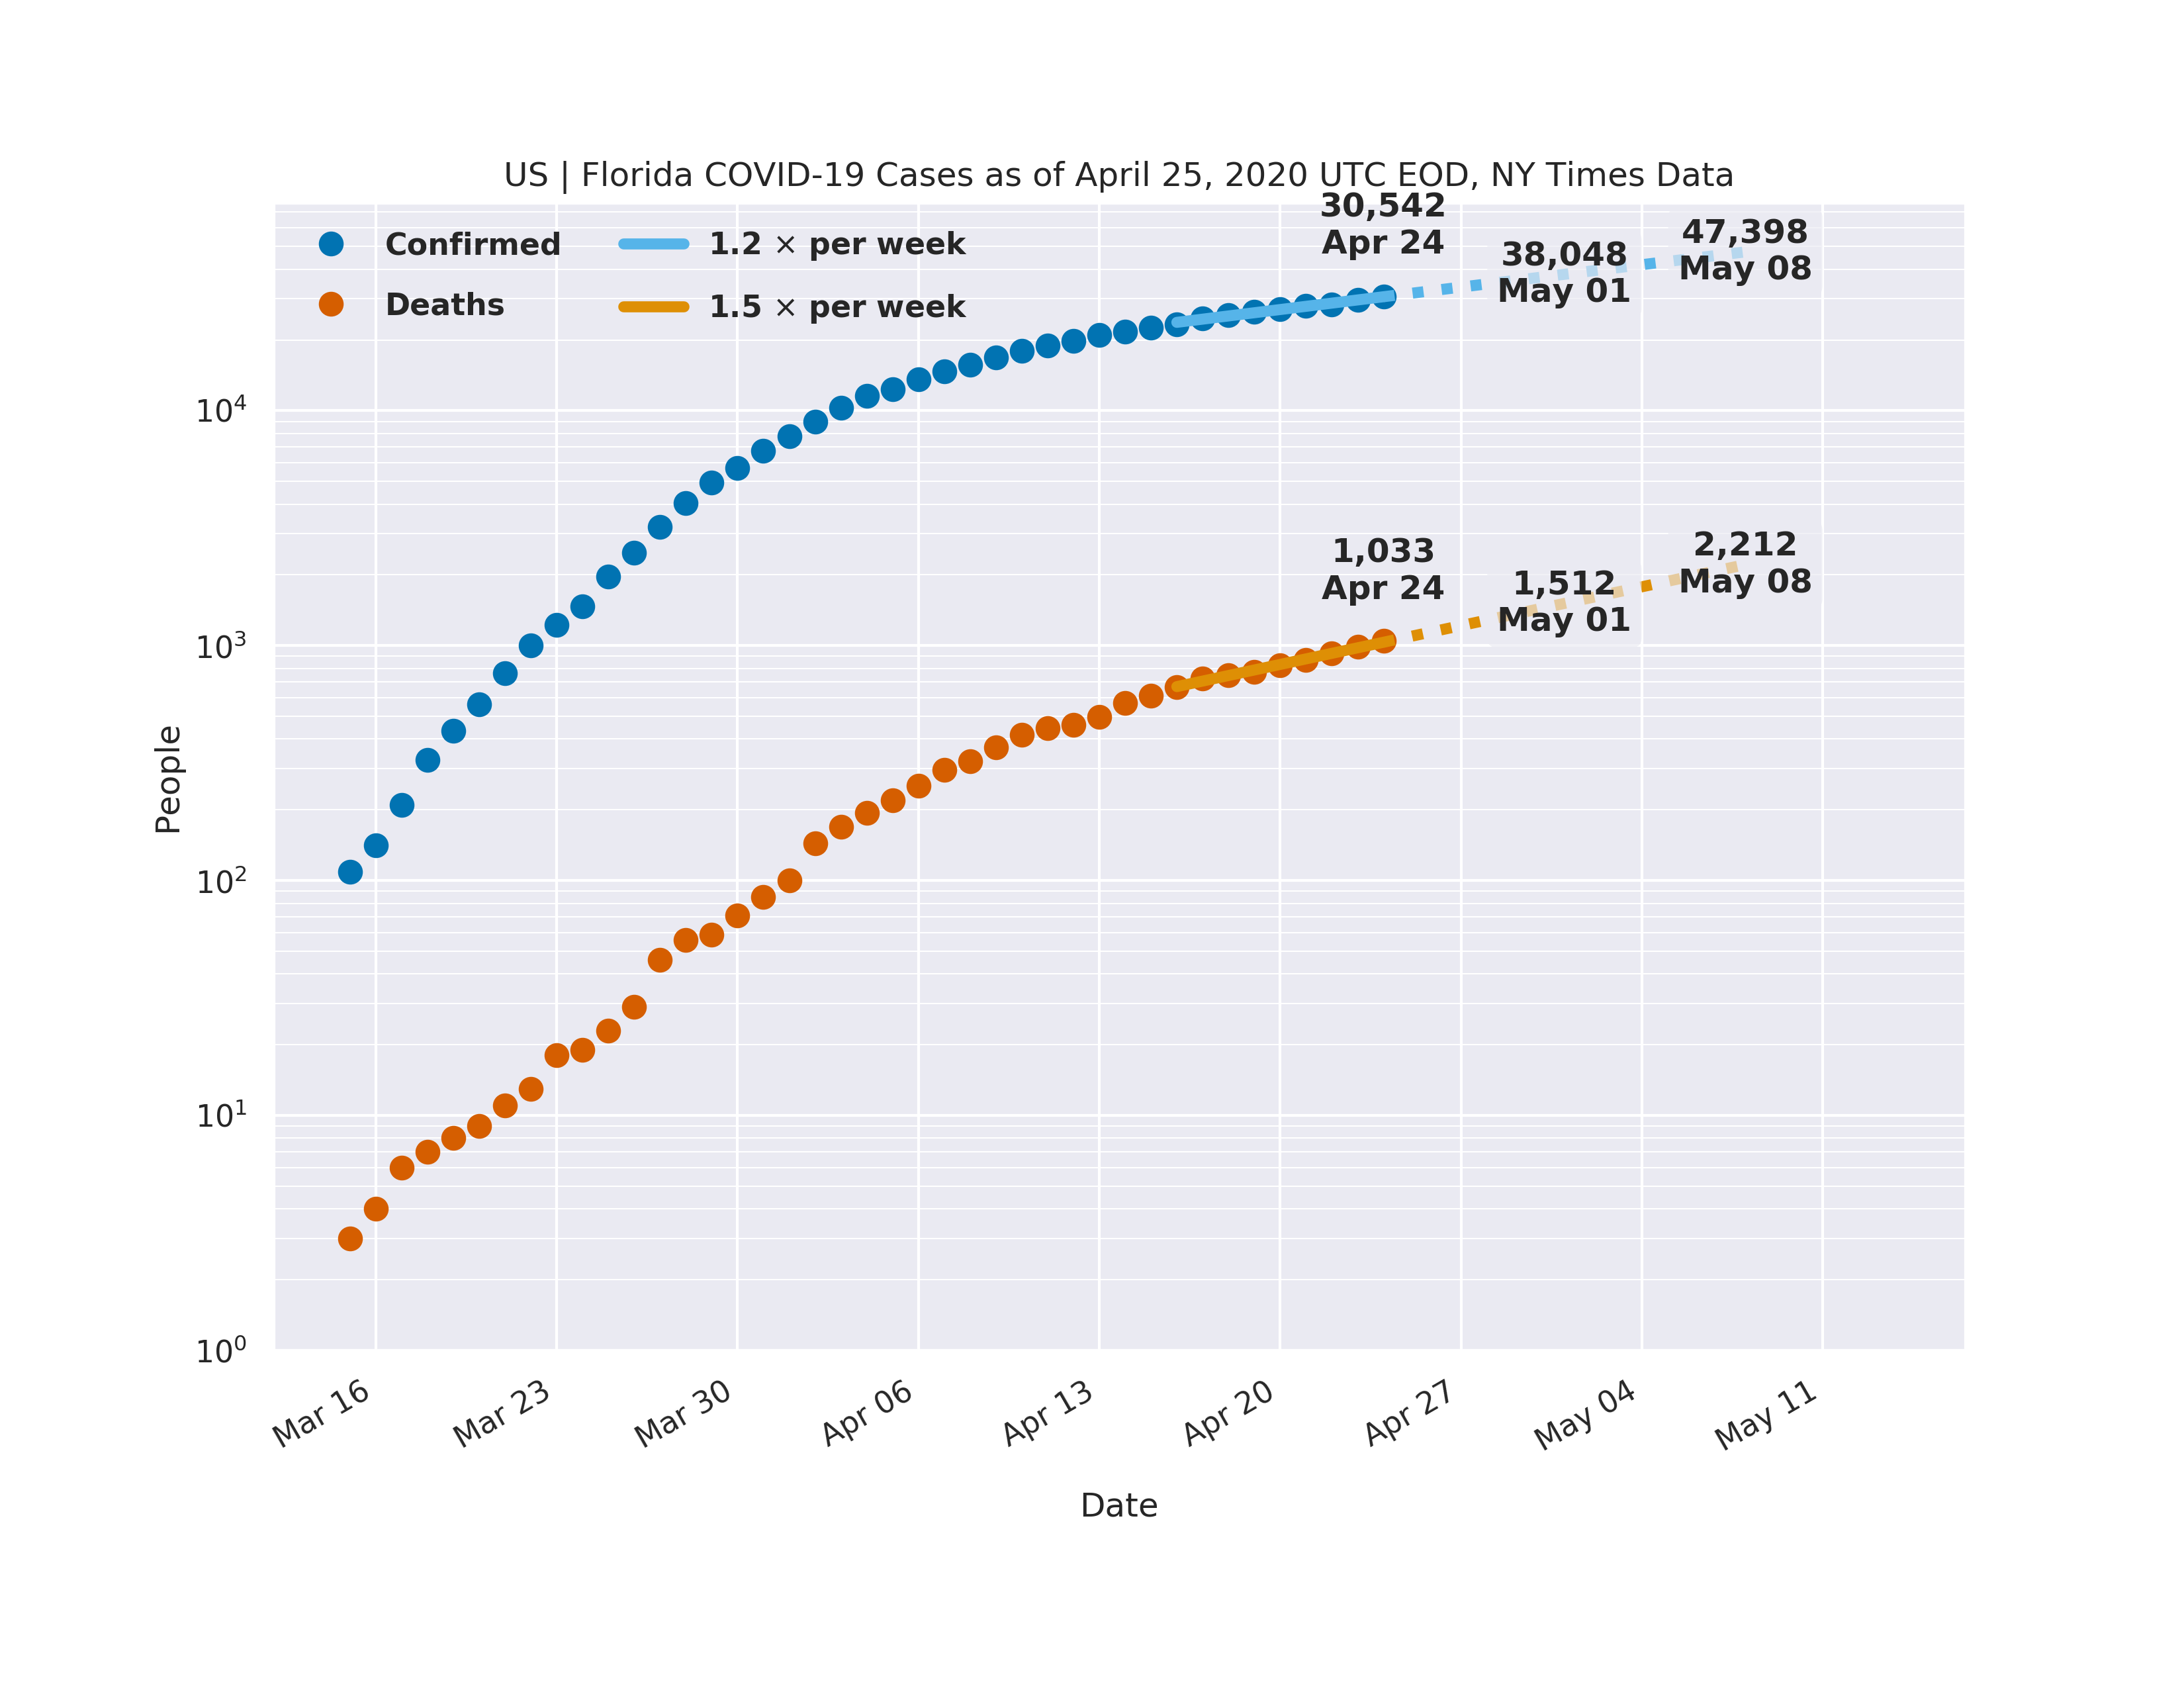 US | Florida COVID-19 Cases as of April 25, 2020 UTC EOD, NY Times Data
Confirmed
Deaths
1.2 × per week
1.5 × per week
30,542
Apr 24
38,048
May 01
47,398
May 08
1,033
Apr 24
1,512
May 01
2,212
May 08
People
10⁴
10³
10²
10¹
10⁰
Mar 16
Mar 23
Mar 30
Apr 06
Apr 13
Apr 20
Apr 27
May 04
May 11
Date